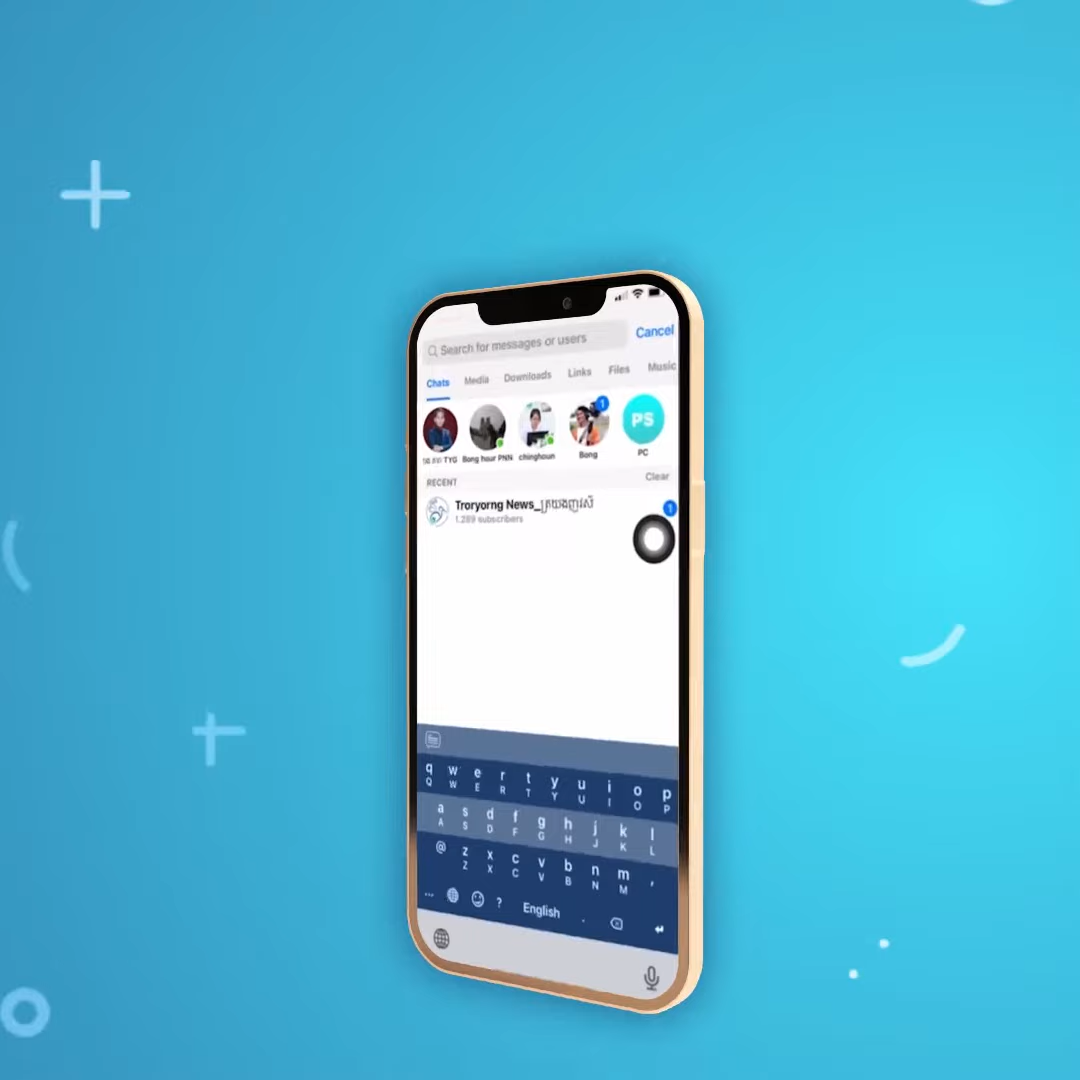 Search for messages or users
Cancel
Chats Media Downloads Links Files Music
1
PS
TYG Bong hour PNN chinghoun Bong PC
RECENT Clear
Troryorng News_ត្រយងញូវស៍
1
1.289 subscribers
q w e r t y u i o p
Q W E R T Y U I O P
a s d f g h j k l
A S D F G H J K L
@ z x c v b n m ,
Z X C V B N M
... ? English .